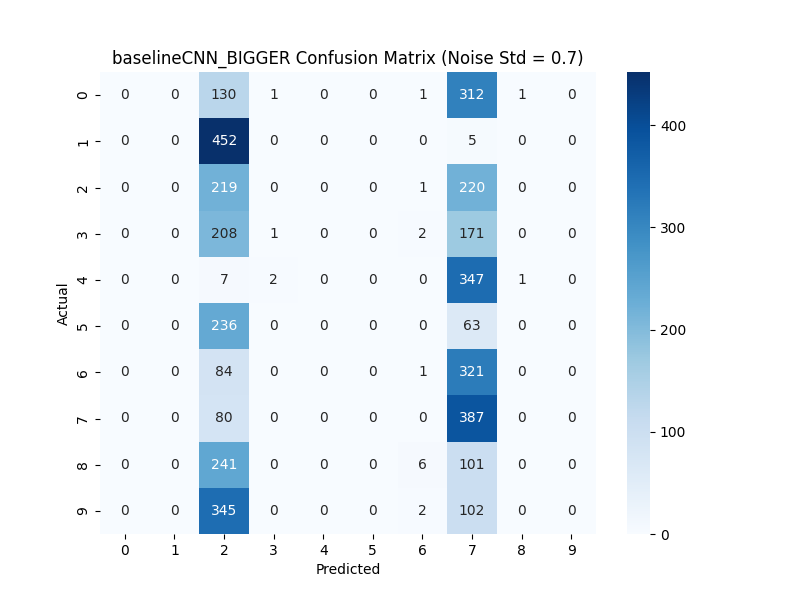 baselineCNN_BIGGER Confusion Matrix (Noise Std = 0.7)
0 0 0 130 1 0 0 1 312 1 0
1 0 0 452 0 0 0 0 5 0 0
2 0 0 219 0 0 0 1 220 0 0
3 0 0 208 1 0 0 2 171 0 0
4 0 0 7 2 0 0 0 347 1 0
5 0 0 236 0 0 0 0 63 0 0
6 0 0 84 0 0 0 1 321 0 0
7 0 0 80 0 0 0 0 387 0 0
8 0 0 241 0 0 0 6 101 0 0
9 0 0 345 0 0 0 2 102 0 0
0 1 2 3 4 5 6 7 8 9
Predicted
Actual
400
300
200
100
0